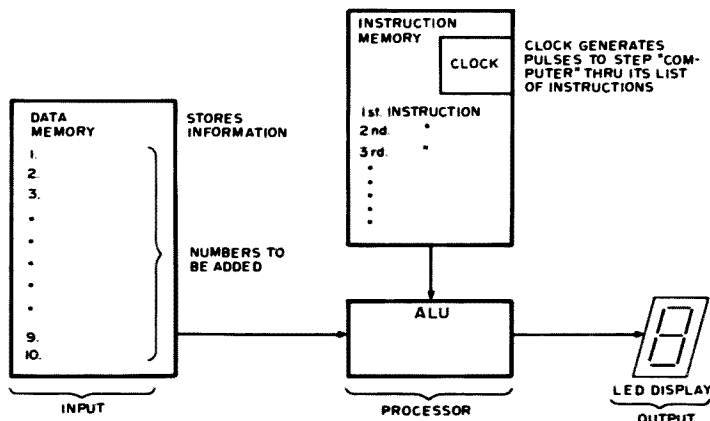 INSTRUCTION
MEMORY
CLOCK
CLOCK GENERATES
PULSES TO STEP "COM-
PUTER" THRU ITS LIST
OF INSTRUCTIONS
1st. INSTRUCTION
2nd. "
3rd. "
DATA
MEMORY
STORES
INFORMATION
1.
2.
3.
NUMBERS TO
BE ADDED
9.
10.
ALU
LED DISPLAY
INPUT
PROCESSOR
OUTPUT